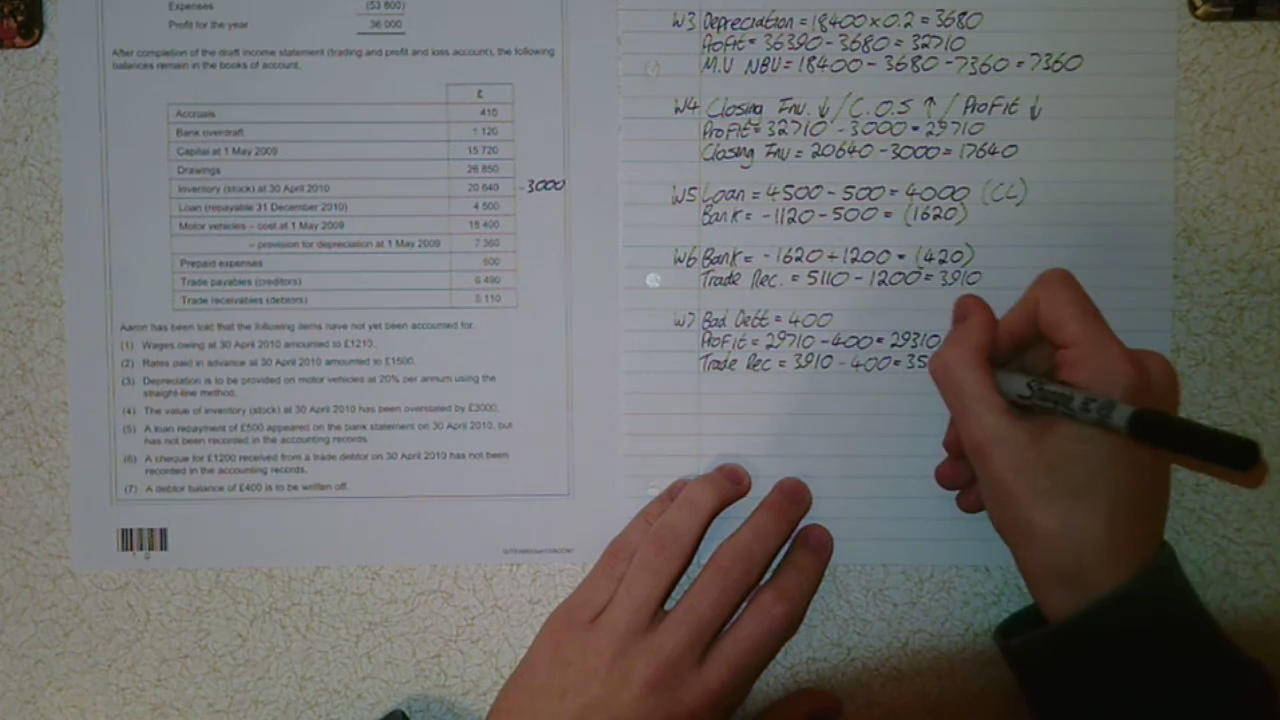 Expenses (53 600)
Profit for the year 36 000
After completion of the draft income statement (trading and profit and loss account), the following
balances remain in the books of account.
£
Accruals 410
Bank overdraft 1 120
Capital at 1 May 2009 15 720
Drawings 26 850
Inventory (stock) at 30 April 2010 20 640 -3000
Loan (repayable 31 December 2010) 4 500
Motor vehicles – cost at 1 May 2009 18 400
– provision for depreciation at 1 May 2009 7 360
Prepaid expenses 600
Trade payables (creditors) 6 490
Trade receivables (debtors) 5 110
Aaron has been told that the following items have not yet been accounted for.
(1) Wages owing at 30 April 2010 amounted to £1210.
(2) Rates paid in advance at 30 April 2010 amounted to £1500.
(3) Depreciation is to be provided on motor vehicles at 20% per annum using the
straight-line method.
(4) The value of inventory (stock) at 30 April 2010 has been overstated by £3000.
(5) A loan repayment of £500 appeared on the bank statement on 30 April 2010, but
has not been recorded in the accounting records.
(6) A cheque for £1200 received from a trade debtor on 30 April 2010 has not been
recorded in the accounting records.
(7) A debtor balance of £400 is to be written off.
W3 Depreciation = 18400 x 0.2 = 3680
Profit = 36390 - 3680 = 32710
M.V NBV = 18400 - 3680 - 7360 = 7360
W4 Closing Inv. ↓ / C.O.S ↑ / Profit ↓
Profit = 32710 - 3000 = 29710
Closing Inv = 20640 - 3000 = 17640
W5 Loan = 4500 - 500 = 4000 (CL)
Bank = -1120 - 500 = (1620)
W6 Bank = -1620 + 1200 = (420)
Trade Rec. = 5110 - 1200 = 3910
W7 Bad Debt = 400
Profit = 29710 - 400 = 29310
Trade Rec = 3910 - 400 = 35